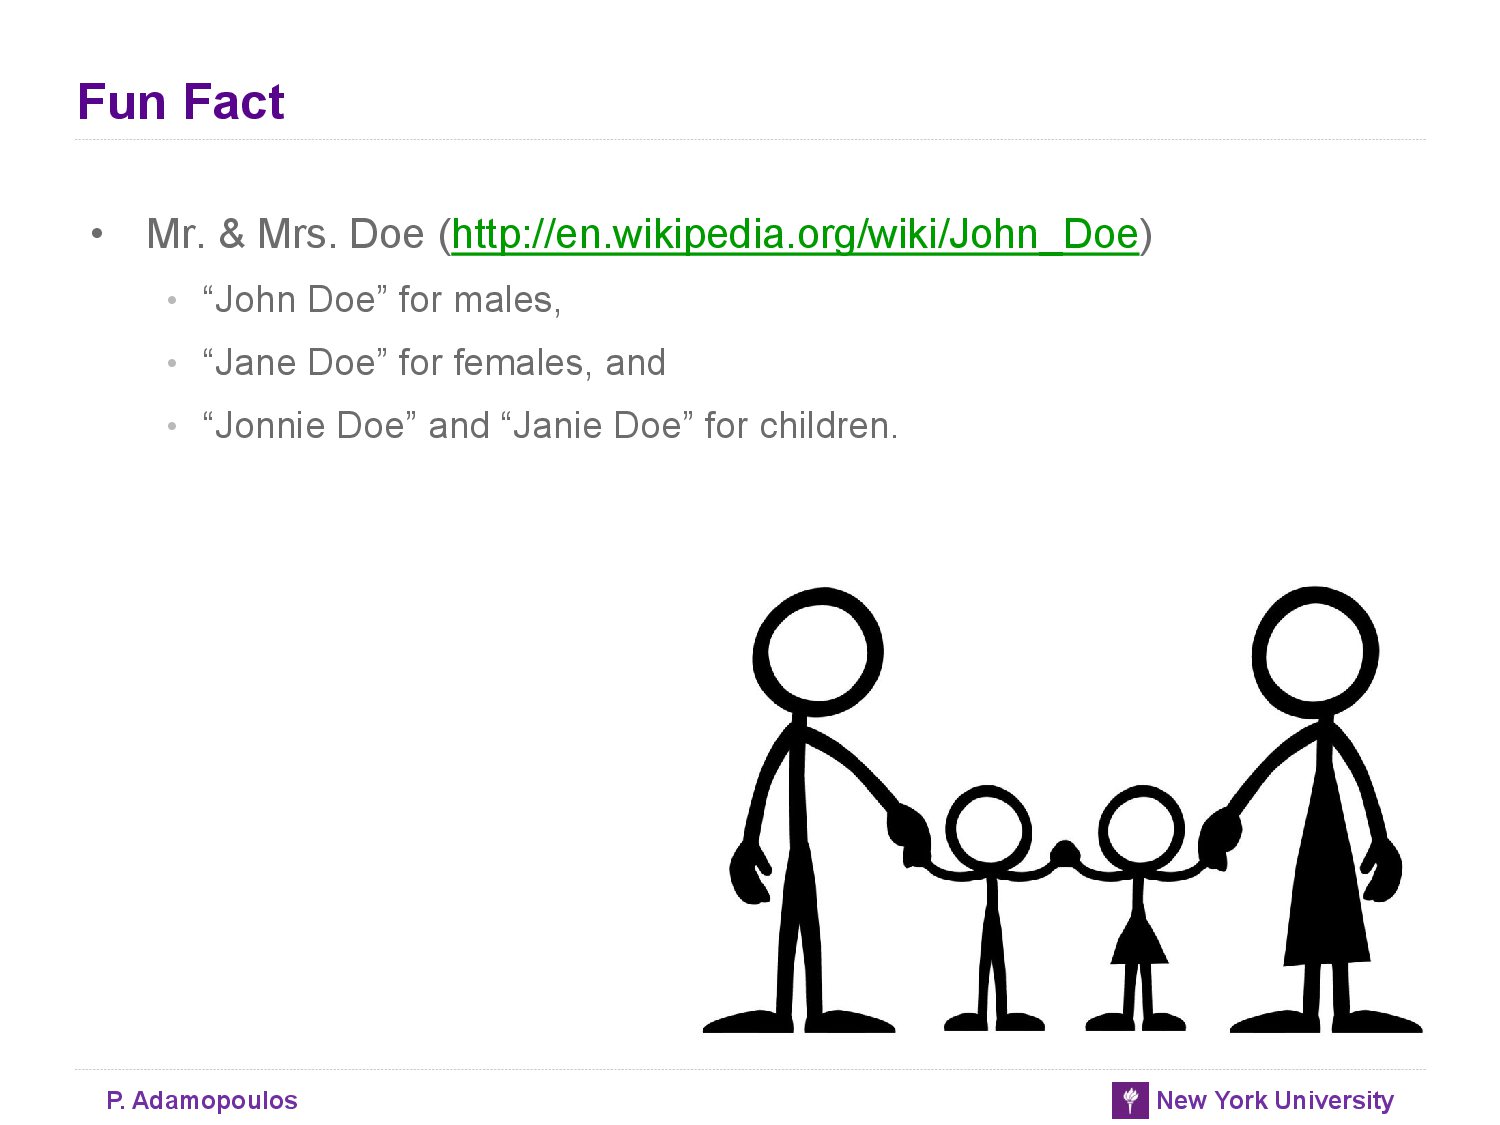 Fun Fact
• Mr. & Mrs. Doe (http://en.wikipedia.org/wiki/John_Doe)
• “John Doe” for males,
• “Jane Doe” for females, and
• “Jonnie Doe” and “Janie Doe” for children.
P. Adamopoulos
New York University